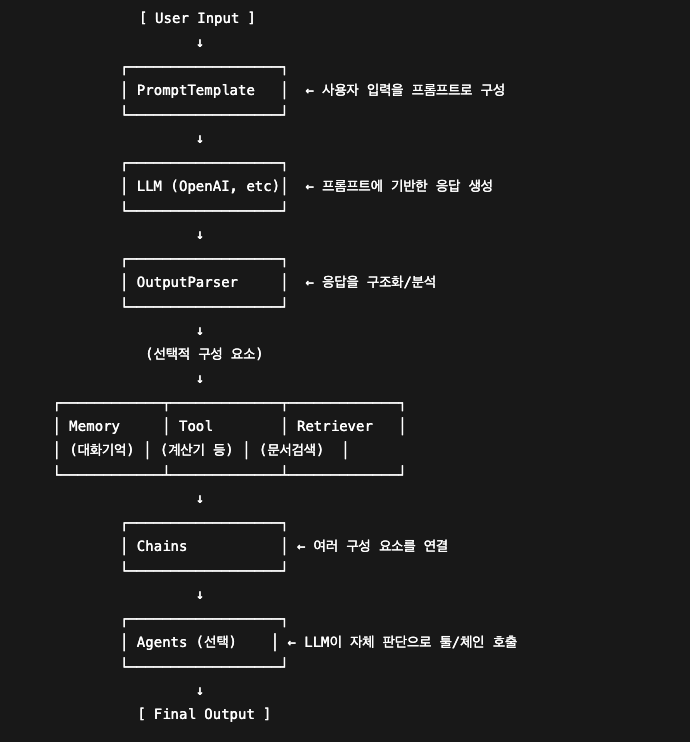 [ User Input ]
↓
PromptTemplate ← 사용자 입력을 프롬프트로 구성
↓
LLM (OpenAI, etc) ← 프롬프트에 기반한 응답 생성
↓
OutputParser ← 응답을 구조화/분석
↓
(선택적 구성 요소)
↓
│ Memory │ Tool │ Retriever │
│ (대화기억) │ (계산기 등) │ (문서검색) │
↓
Chains ← 여러 구성 요소를 연결
↓
Agents (선택) ← LLM이 자체 판단으로 툴/체인 호출
↓
[ Final Output ]